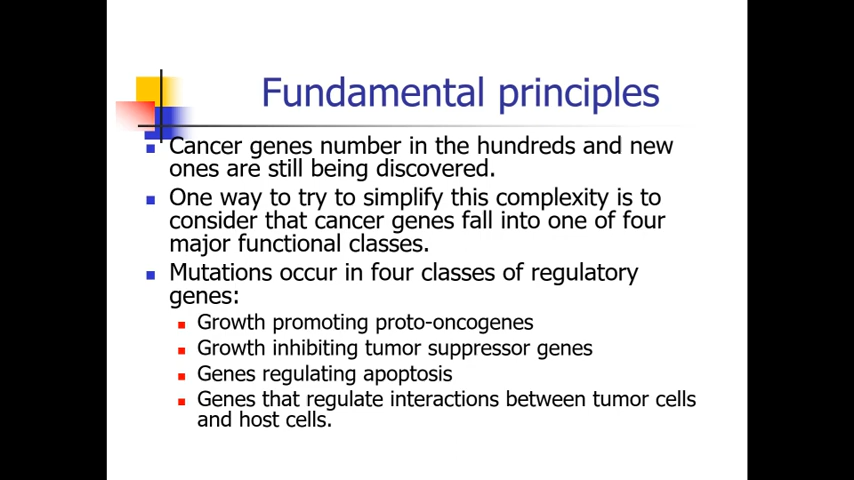 Fundamental principles
Cancer genes number in the hundreds and new
ones are still being discovered.
One way to try to simplify this complexity is to
consider that cancer genes fall into one of four
major functional classes.
Mutations occur in four classes of regulatory
genes:
Growth promoting proto-oncogenes
Growth inhibiting tumor suppressor genes
Genes regulating apoptosis
Genes that regulate interactions between tumor cells
and host cells.